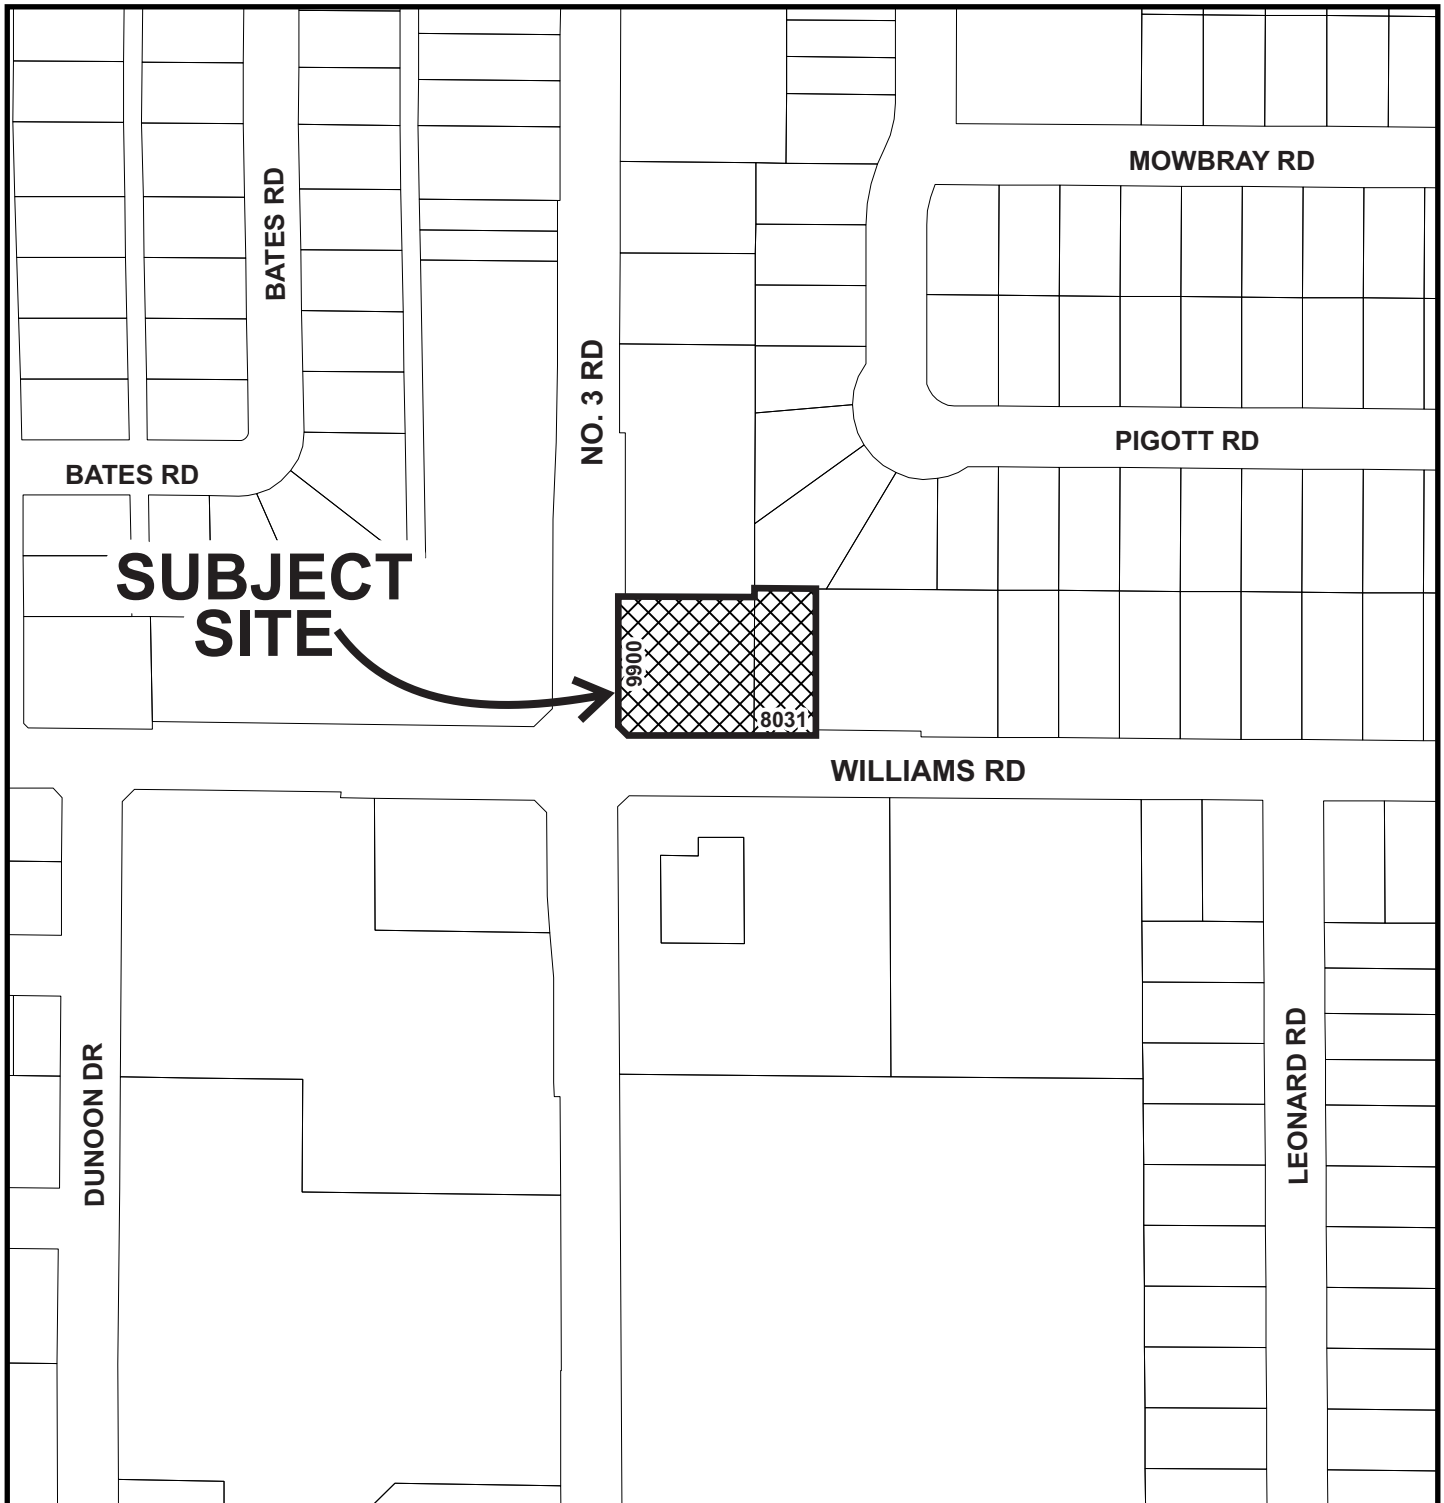 MOWBRAY RD
BATES RD
NO. 3 RD
PIGOTT RD
BATES RD
SUBJECT
SITE
9900
8031
WILLIAMS RD
DUNOON DR
LEONARD RD